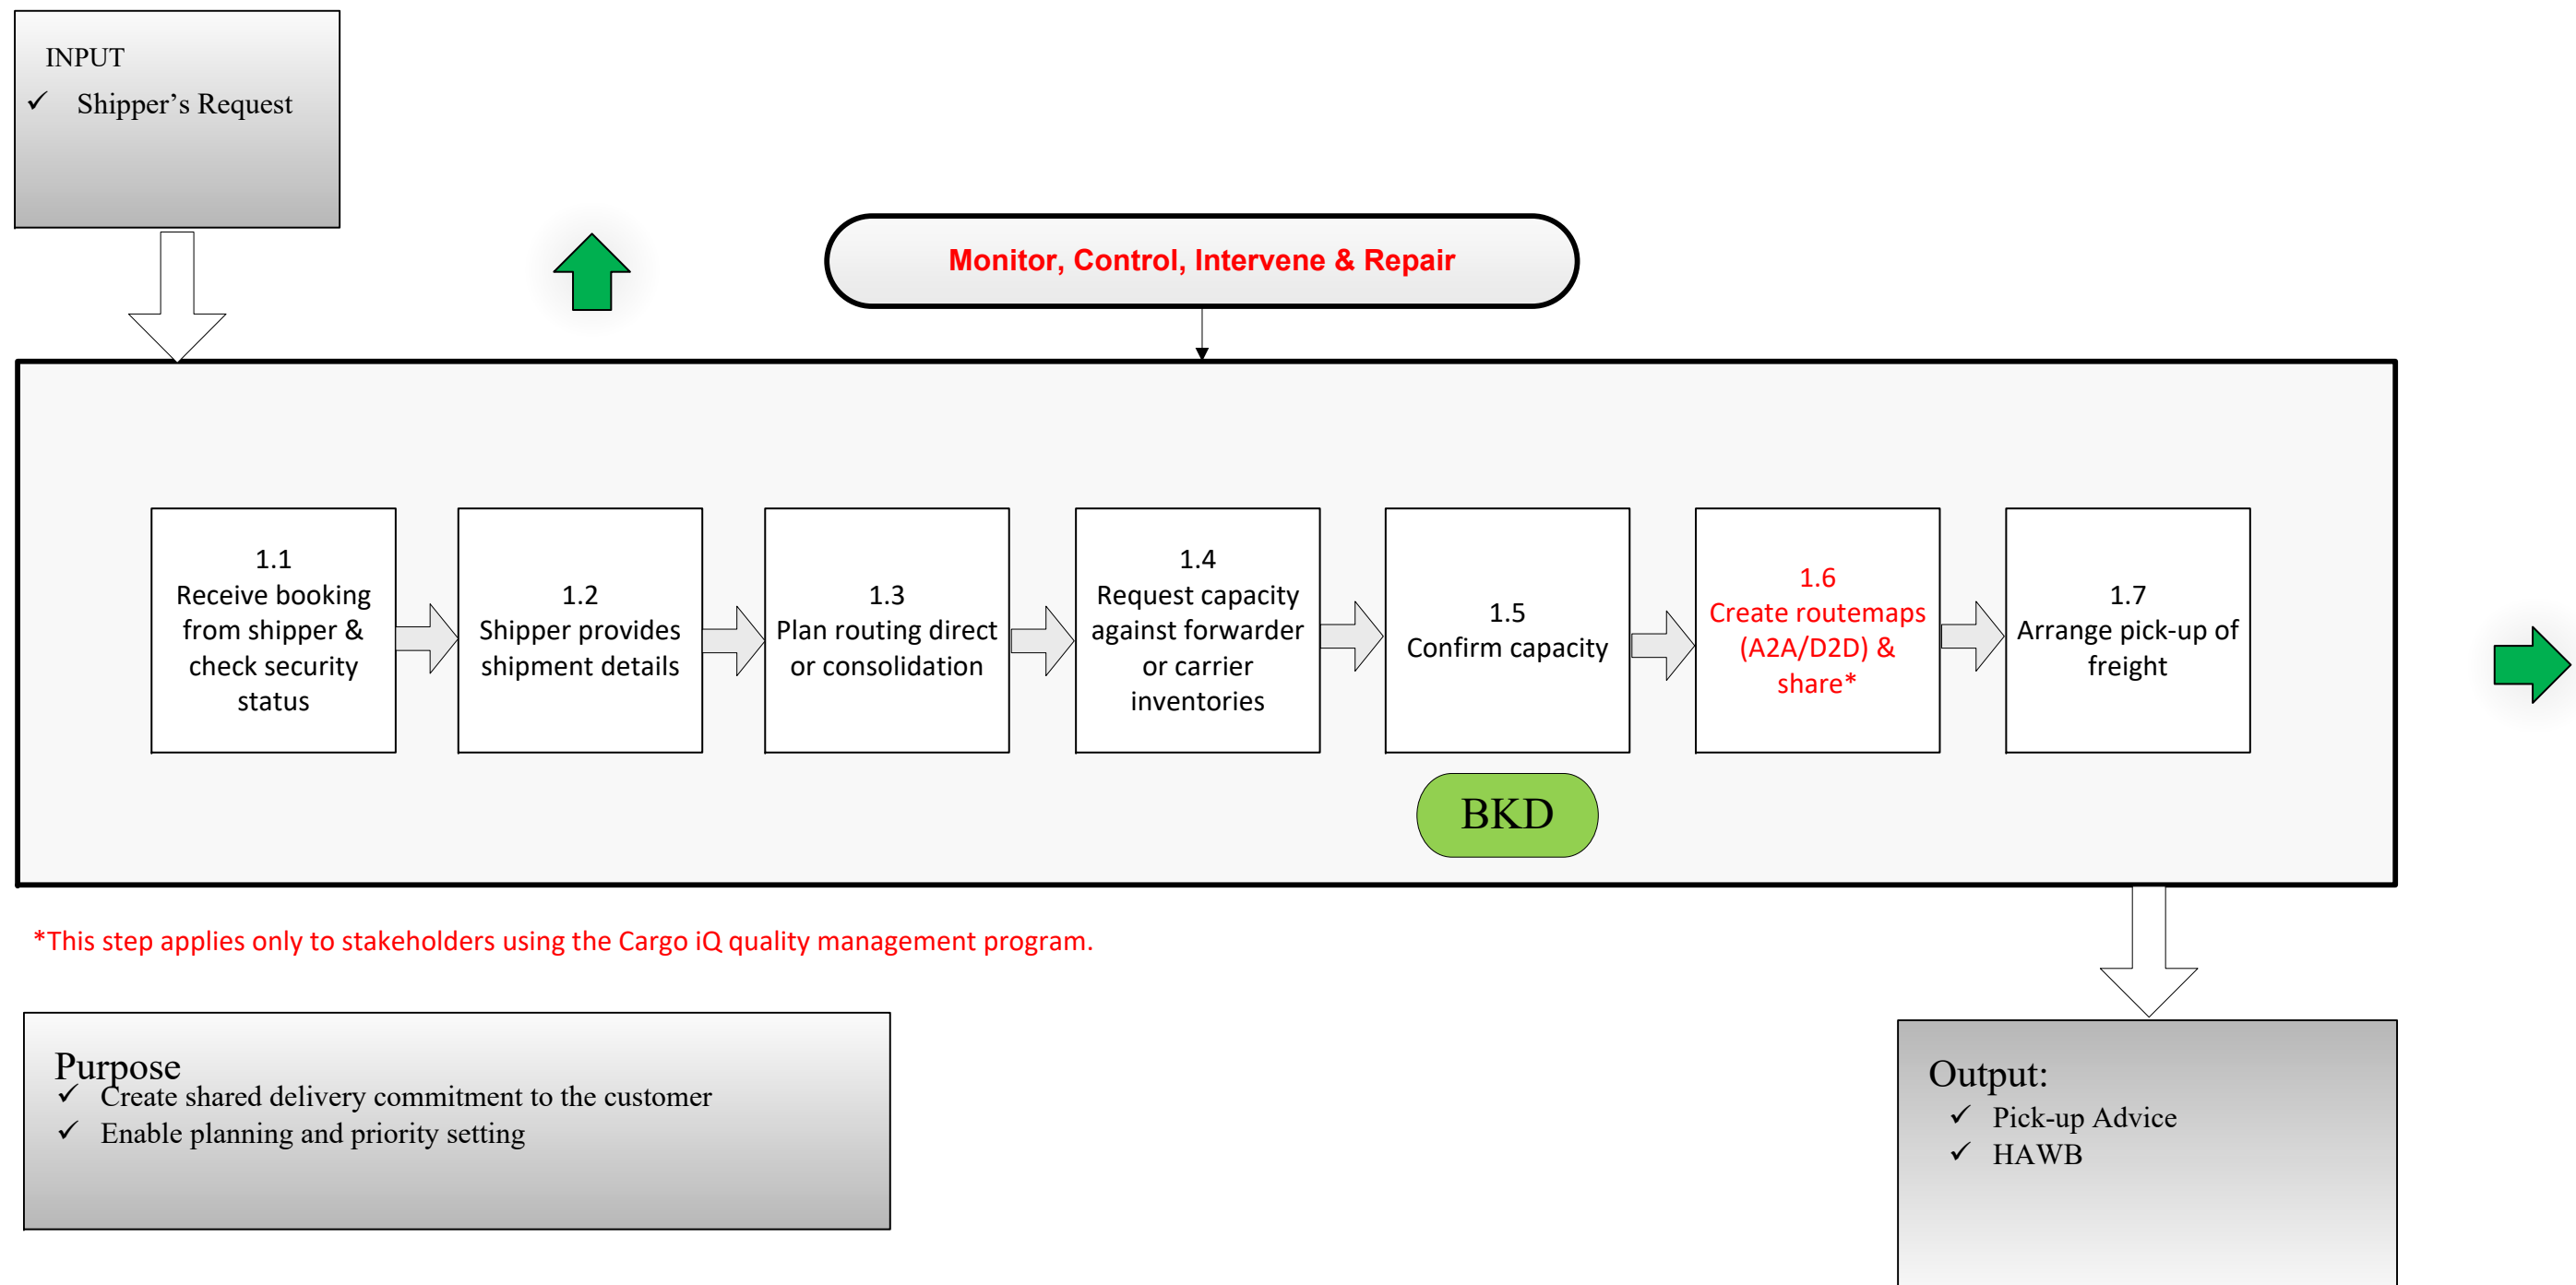 INPUT
✓ Shipper’s Request
Monitor, Control, Intervene & Repair
1.1
Receive booking
from shipper &
check security
status
1.2
Shipper provides
shipment details
1.3
Plan routing direct
or consolidation
1.4
Request capacity
against forwarder
or carrier
inventories
1.5
Confirm capacity
1.6
Create routemaps
(A2A/D2D) &
share*
1.7
Arrange pick-up of
freight
BKD
*This step applies only to stakeholders using the Cargo iQ quality management program.
Purpose
✓ Create shared delivery commitment to the customer
✓ Enable planning and priority setting
Output:
✓ Pick-up Advice
✓ HAWB